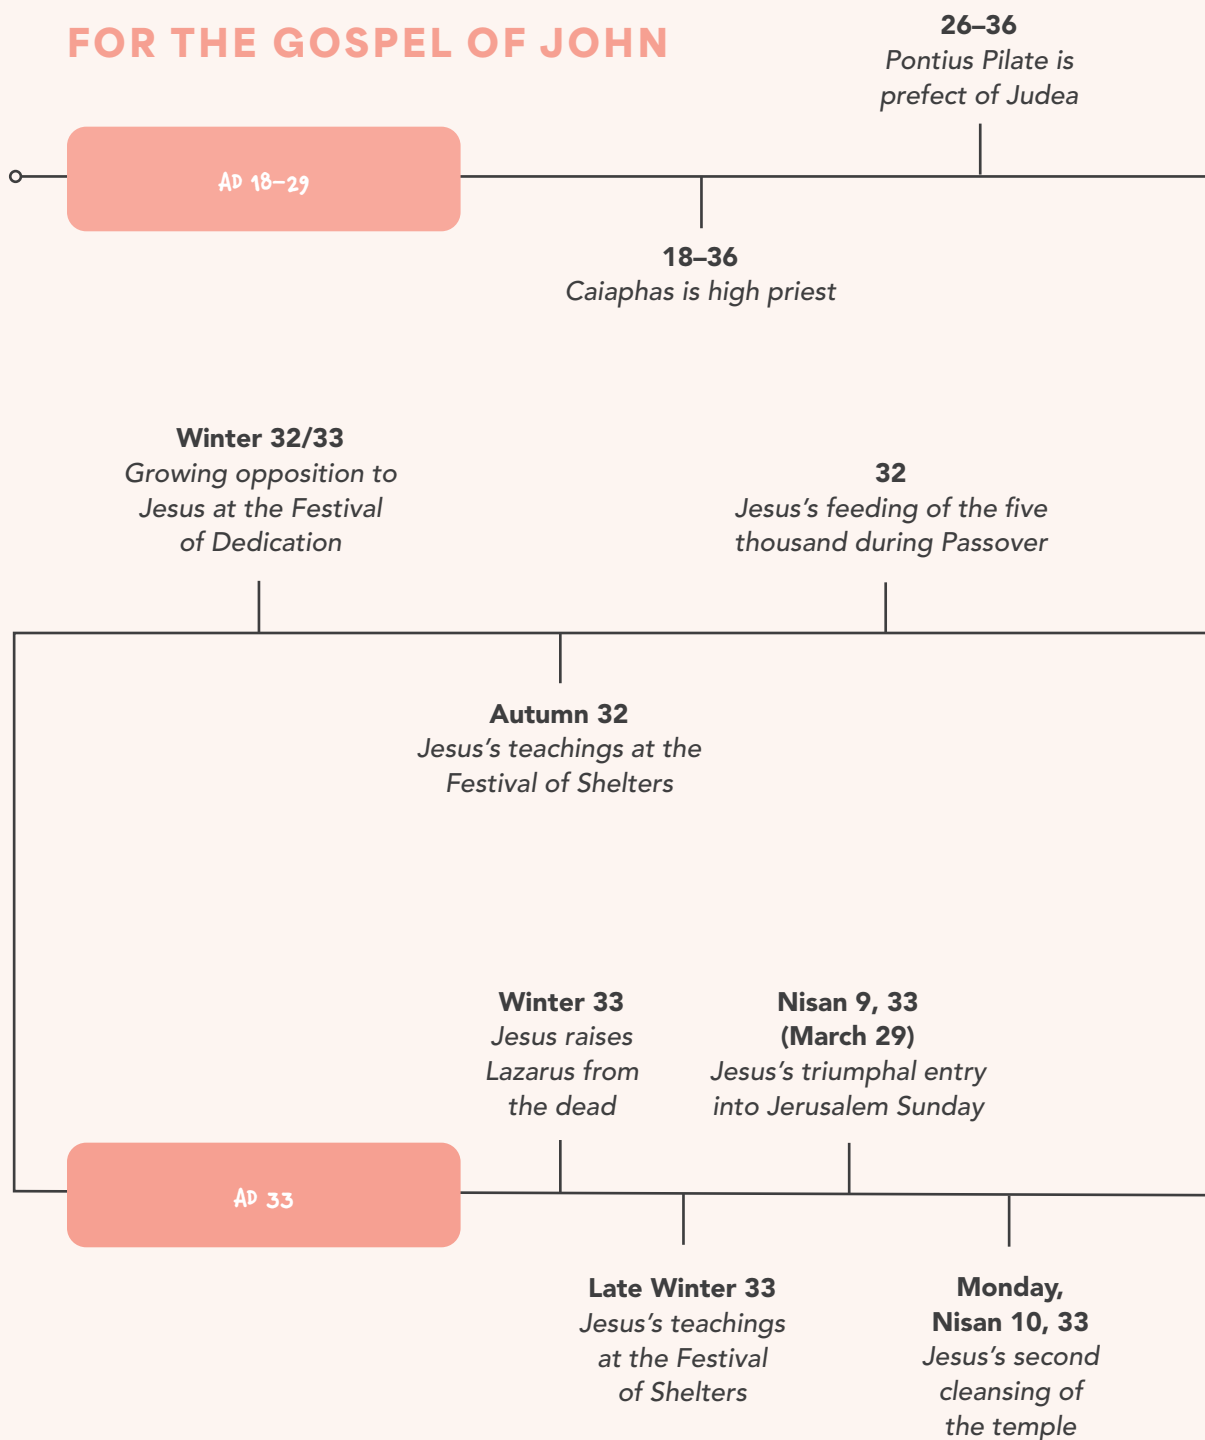 FOR THE GOSPEL OF JOHN
26–36
Pontius Pilate is
prefect of Judea
AD 18–29
18–36
Caiaphas is high priest
Winter 32/33
Growing opposition to
Jesus at the Festival
of Dedication
32
Jesus’s feeding of the five
thousand during Passover
Autumn 32
Jesus’s teachings at the
Festival of Shelters
Winter 33
Jesus raises
Lazarus from
the dead
Nisan 9, 33
(March 29)
Jesus’s triumphal entry
into Jerusalem Sunday
AD 33
Late Winter 33
Jesus’s teachings
at the Festival
of Shelters
Monday,
Nisan 10, 33
Jesus’s second
cleansing of
the temple